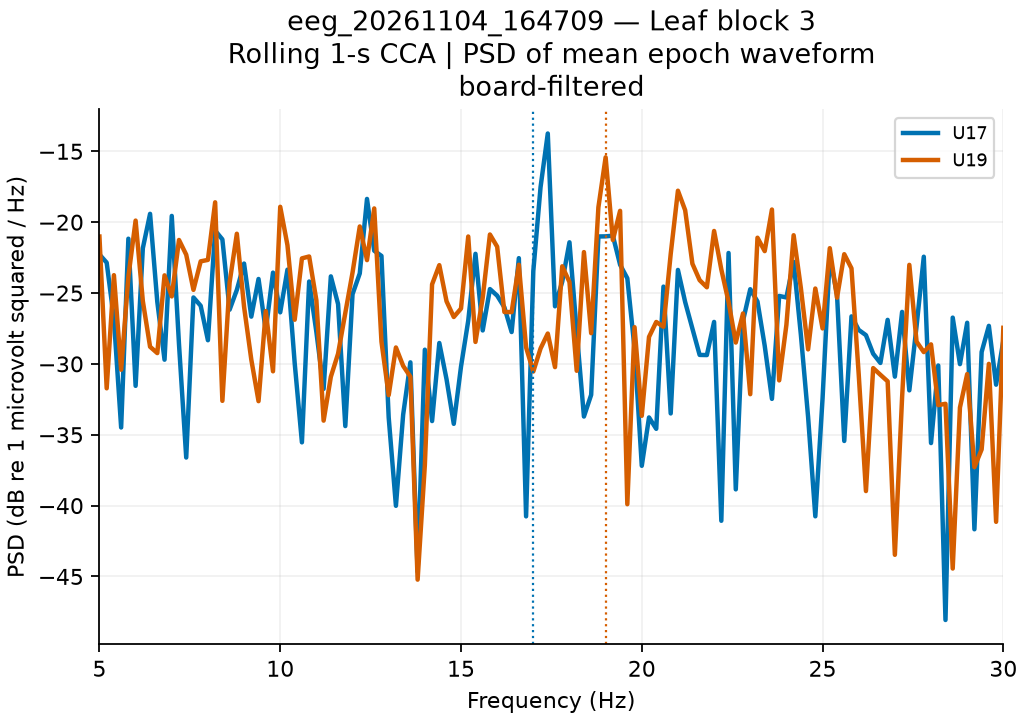 eeg_20261104_164709 — Leaf block 3
Rolling 1-s CCA | PSD of mean epoch waveform
board-filtered
U17
U19
PSD (dB re 1 microvolt squared / Hz)
−15
−20
−25
−30
−35
−40
−45
5
10
15
20
25
30
Frequency (Hz)